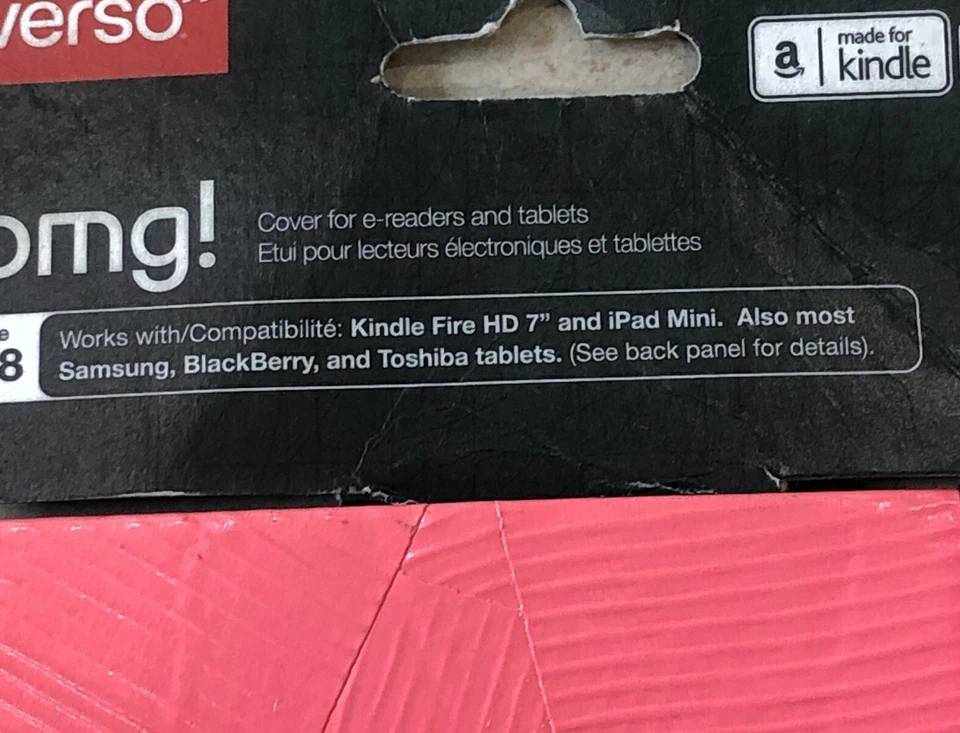 verso
a made for
kindle
omg!
Cover for e-readers and tablets
Etui pour lecteurs électroniques et tablettes
e
8
Works with/Compatibilité: Kindle Fire HD 7” and iPad Mini. Also most
Samsung, BlackBerry, and Toshiba tablets. (See back panel for details).